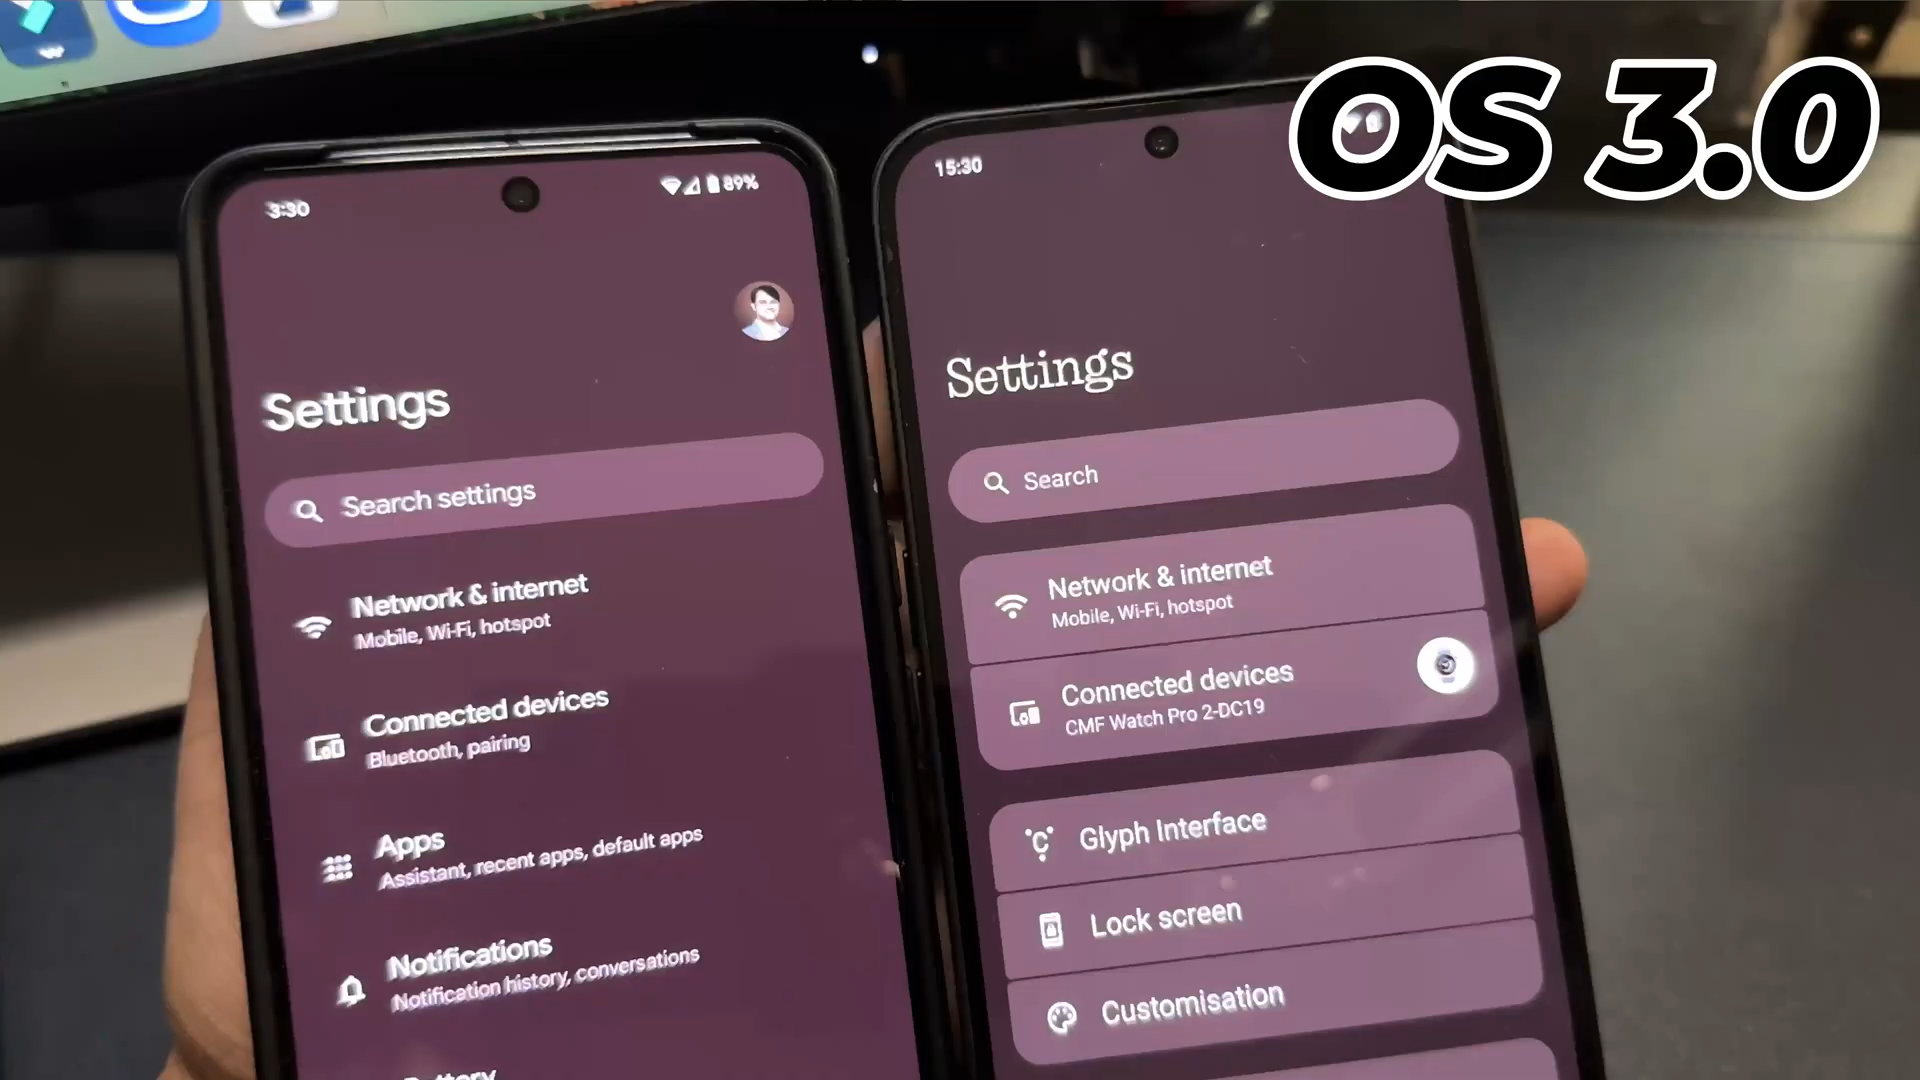 OS 3.0
3:30
89%
Settings
Search settings
Network & internet
Mobile, Wi-Fi, hotspot
Connected devices
Bluetooth, pairing
Apps
Assistant, recent apps, default apps
Notifications
Notification history, conversations
Battery
15:30
Settings
Search
Network & internet
Mobile, Wi-Fi, hotspot
Connected devices
CMF Watch Pro 2-DC19
Glyph Interface
Lock screen
Customisation